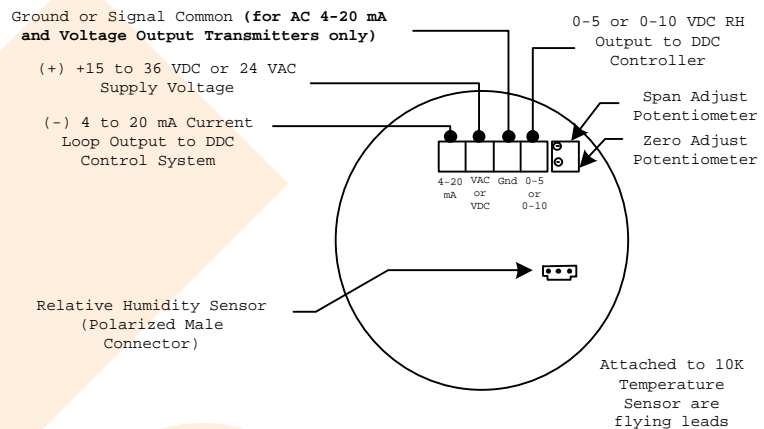 Ground or Signal Common (for AC 4-20 mA
and Voltage Output Transmitters only)
(+) +15 to 36 VDC or 24 VAC
Supply Voltage
(-) 4 to 20 mA Current
Loop Output to DDC
Control System
0-5 or 0-10 VDC RH
Output to DDC
Controller
Span Adjust
Potentiometer
Zero Adjust
Potentiometer
4-20
mA
VAC
or
VDC
Gnd
0-5
or
0-10
Relative Humidity Sensor
(Polarized Male
Connector)
Attached to 10K
Temperature
Sensor are
flying leads